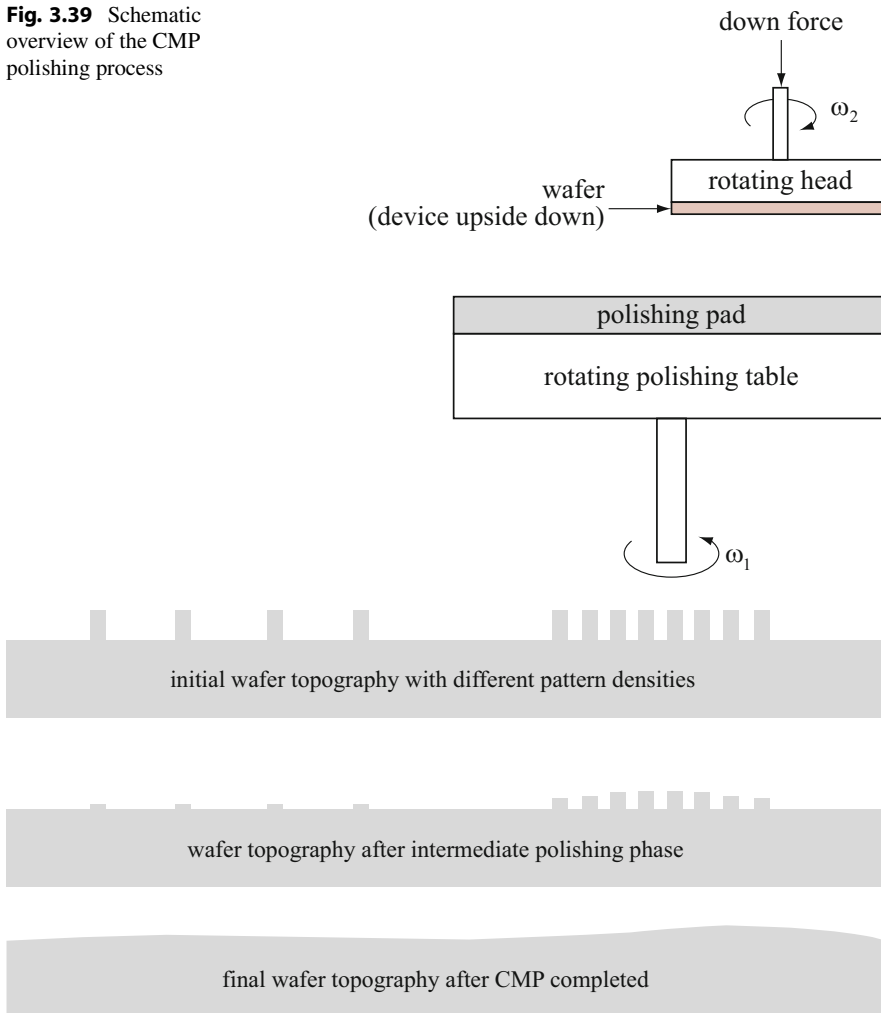 Fig. 3.39 Schematic
overview of the CMP
polishing process
down force
ω₂
rotating head
wafer
(device upside down)
polishing pad
rotating polishing table
ω₁
initial wafer topography with different pattern densities
wafer topography after intermediate polishing phase
final wafer topography after CMP completed